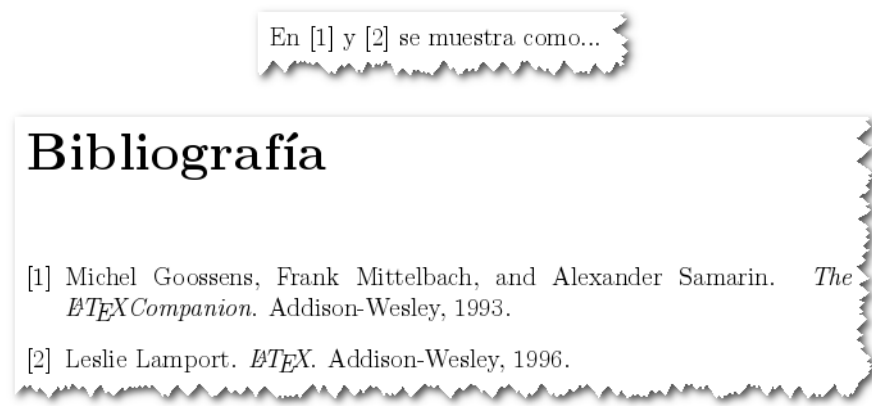 En [1] y [2] se muestra como...
Bibliografía
[1] Michel Goossens, Frank Mittelbach, and Alexander Samarin. The
LATEXCompanion. Addison-Wesley, 1993.
[2] Leslie Lamport. LATEX. Addison-Wesley, 1996.